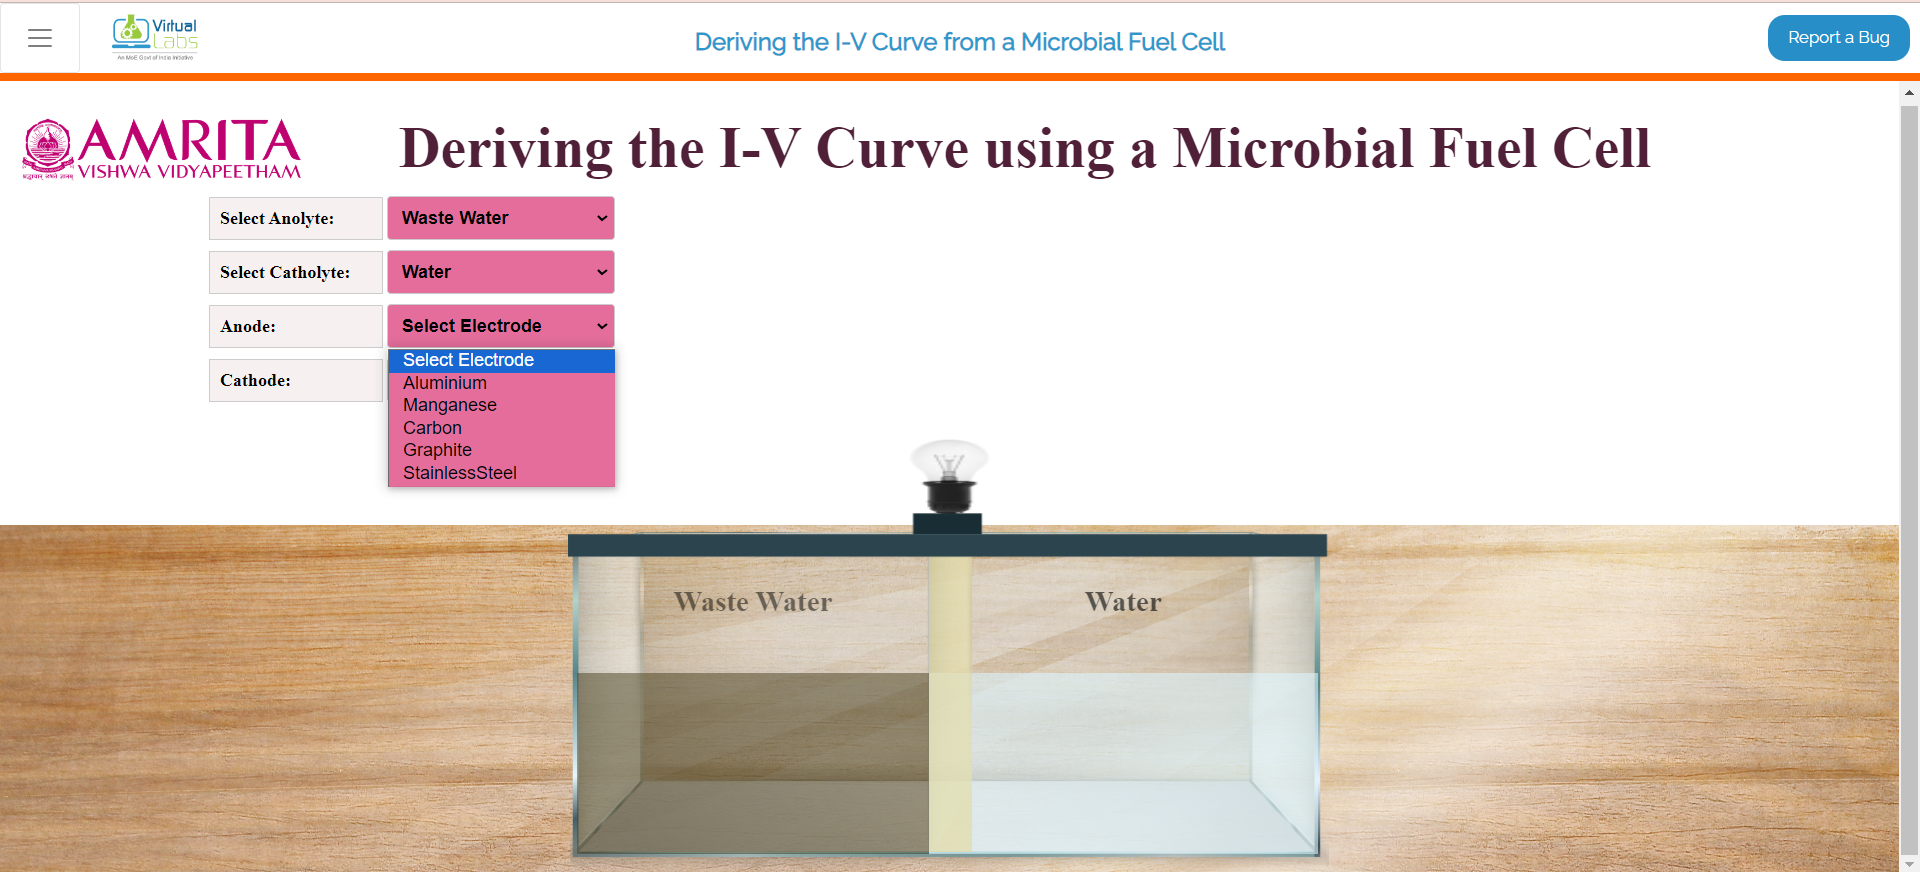 Virtual
Labs
An MoE Govt of India Initiative
Deriving the I-V Curve from a Microbial Fuel Cell
Report a Bug
AMRITA
VISHWA VIDYAPEETHAM
Deriving the I-V Curve using a Microbial Fuel Cell
Select Anolyte: Waste Water
Select Catholyte: Water
Anode: Select Electrode
Select Electrode
Aluminium
Cathode:
Manganese
Carbon
Graphite
StainlessSteel
Waste Water
Water